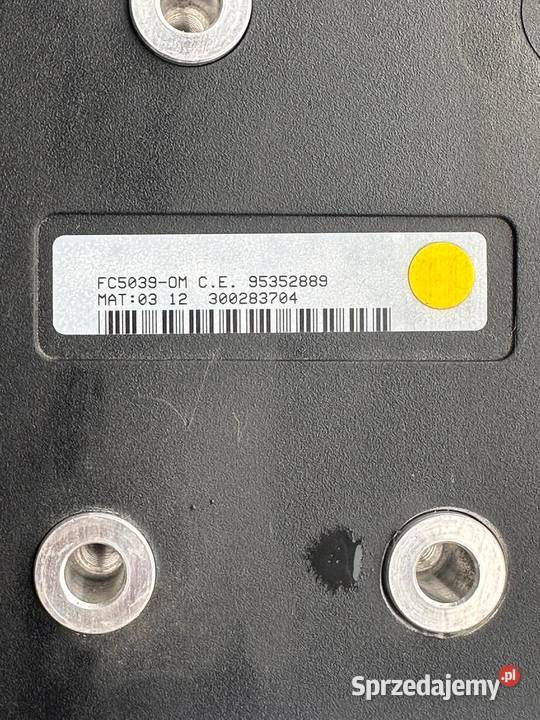 FC5039-OM C.E. 95352889
MAT:03 12 300283704
Sprzedajemy.pl